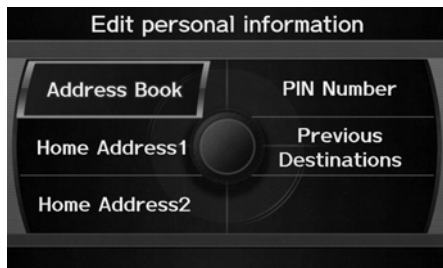 Edit personal information
Address Book
PIN Number
Home Address1
Previous
Destinations
Home Address2